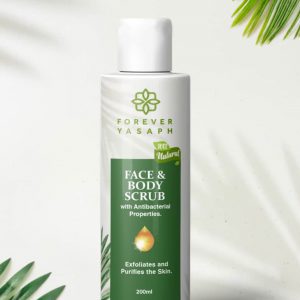 FOREVER
YASAPH
100%
Natural
FACE &
BODY
SCRUB
with Antibacterial
Properties.
Exfoliates and
Purifies the Skin.
200ml